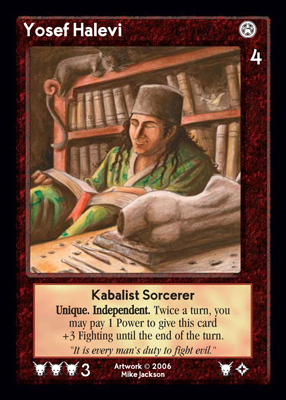 Yosef Halevi
4
Kabalist Sorcerer
Unique. Independent. Twice a turn, you
may pay 1 Power to give this card
+3 Fighting until the end of the turn.
"It is every man's duty to fight evil."
3
Artwork © 2006
Mike Jackson